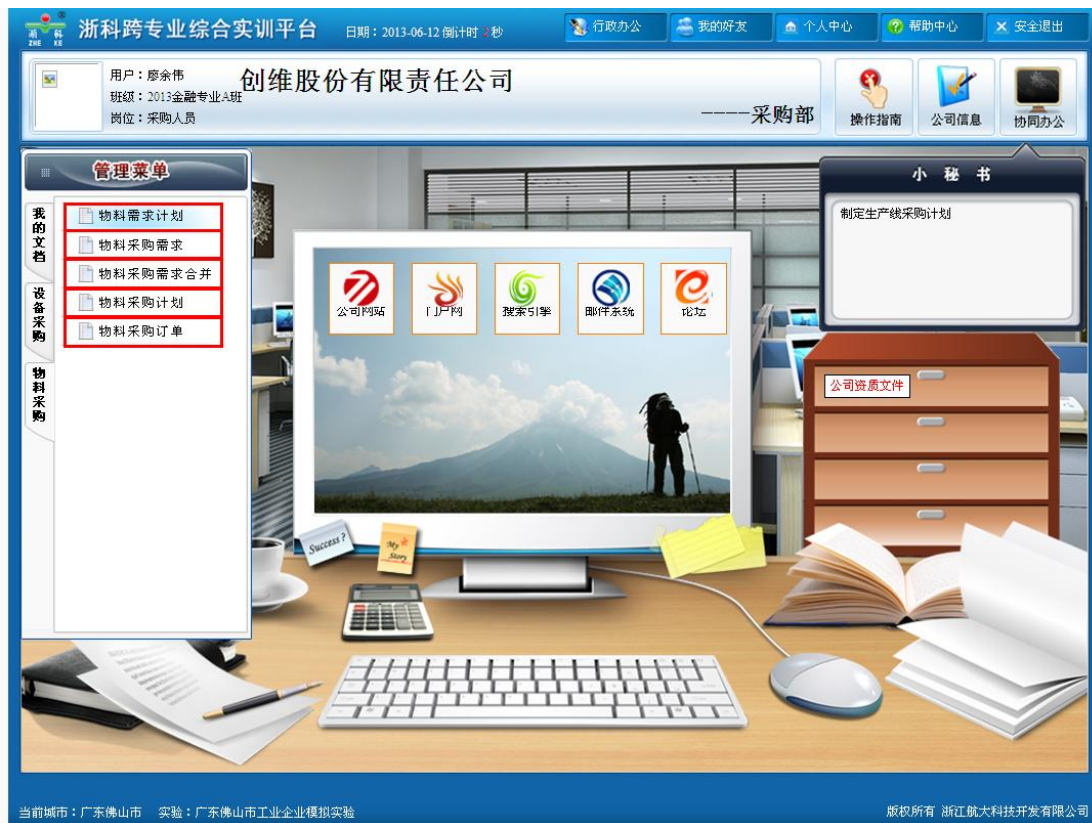 浙科
ZHE KE
浙科跨专业综合实训平台
日期：2013-06-12 倒计时 2秒
行政办公
我的好友
个人中心
帮助中心
安全退出
用户：廖余伟
班级：2013金融专业A班
岗位：采购人员
创维股份有限责任公司
----采购部
操作指南
公司信息
协同办公
管理菜单
我的文档
设备采购
物料采购
物料需求计划
物料采购需求
物料采购需求合并
物料采购计划
物料采购订单
公司网站
门户网
搜索引擎
邮件系统
论坛
小 秘 书
制定生产线采购计划
公司资质文件
Success?
My
Story
当前城市：广东佛山市 实验：广东佛山市工业企业模拟实验
版权所有 浙江航大科技开发有限公司